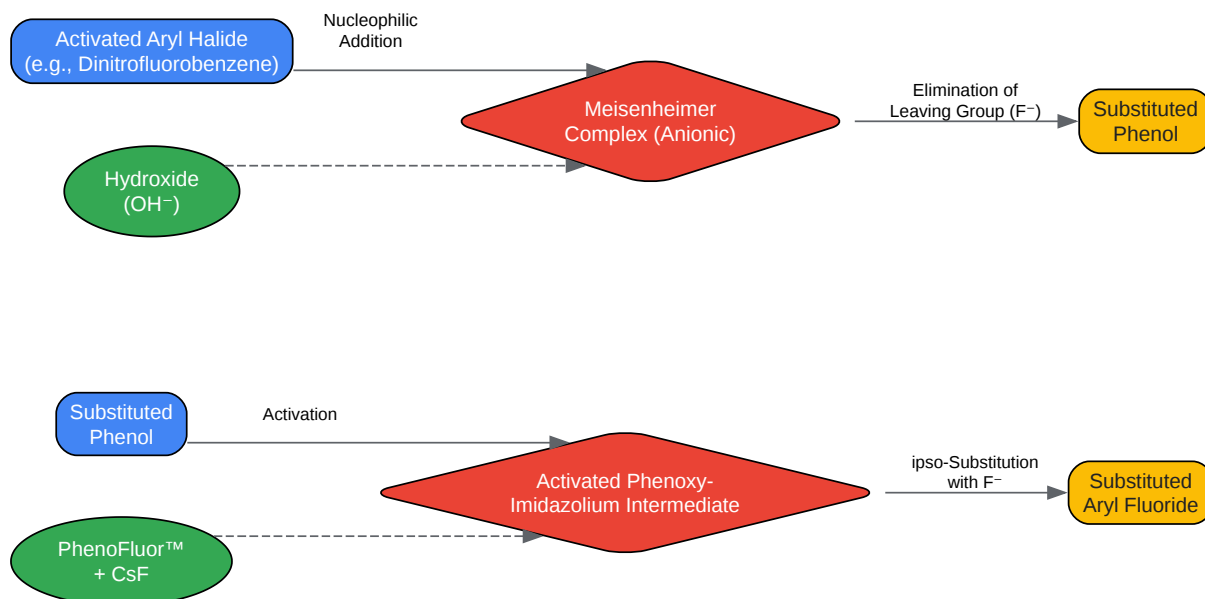 Activated Aryl Halide
(e.g., Dinitrofluorobenzene)
Nucleophilic
Addition
Hydroxide
(OH⁻)
Meisenheimer
Complex (Anionic)
Elimination of
Leaving Group (F⁻)
Substituted
Phenol
Substituted
Phenol
Activation
PhenoFluor™
+ CsF
Activated Phenoxy-
Imidazolium Intermediate
ipso-Substitution
with F⁻
Substituted
Aryl Fluoride